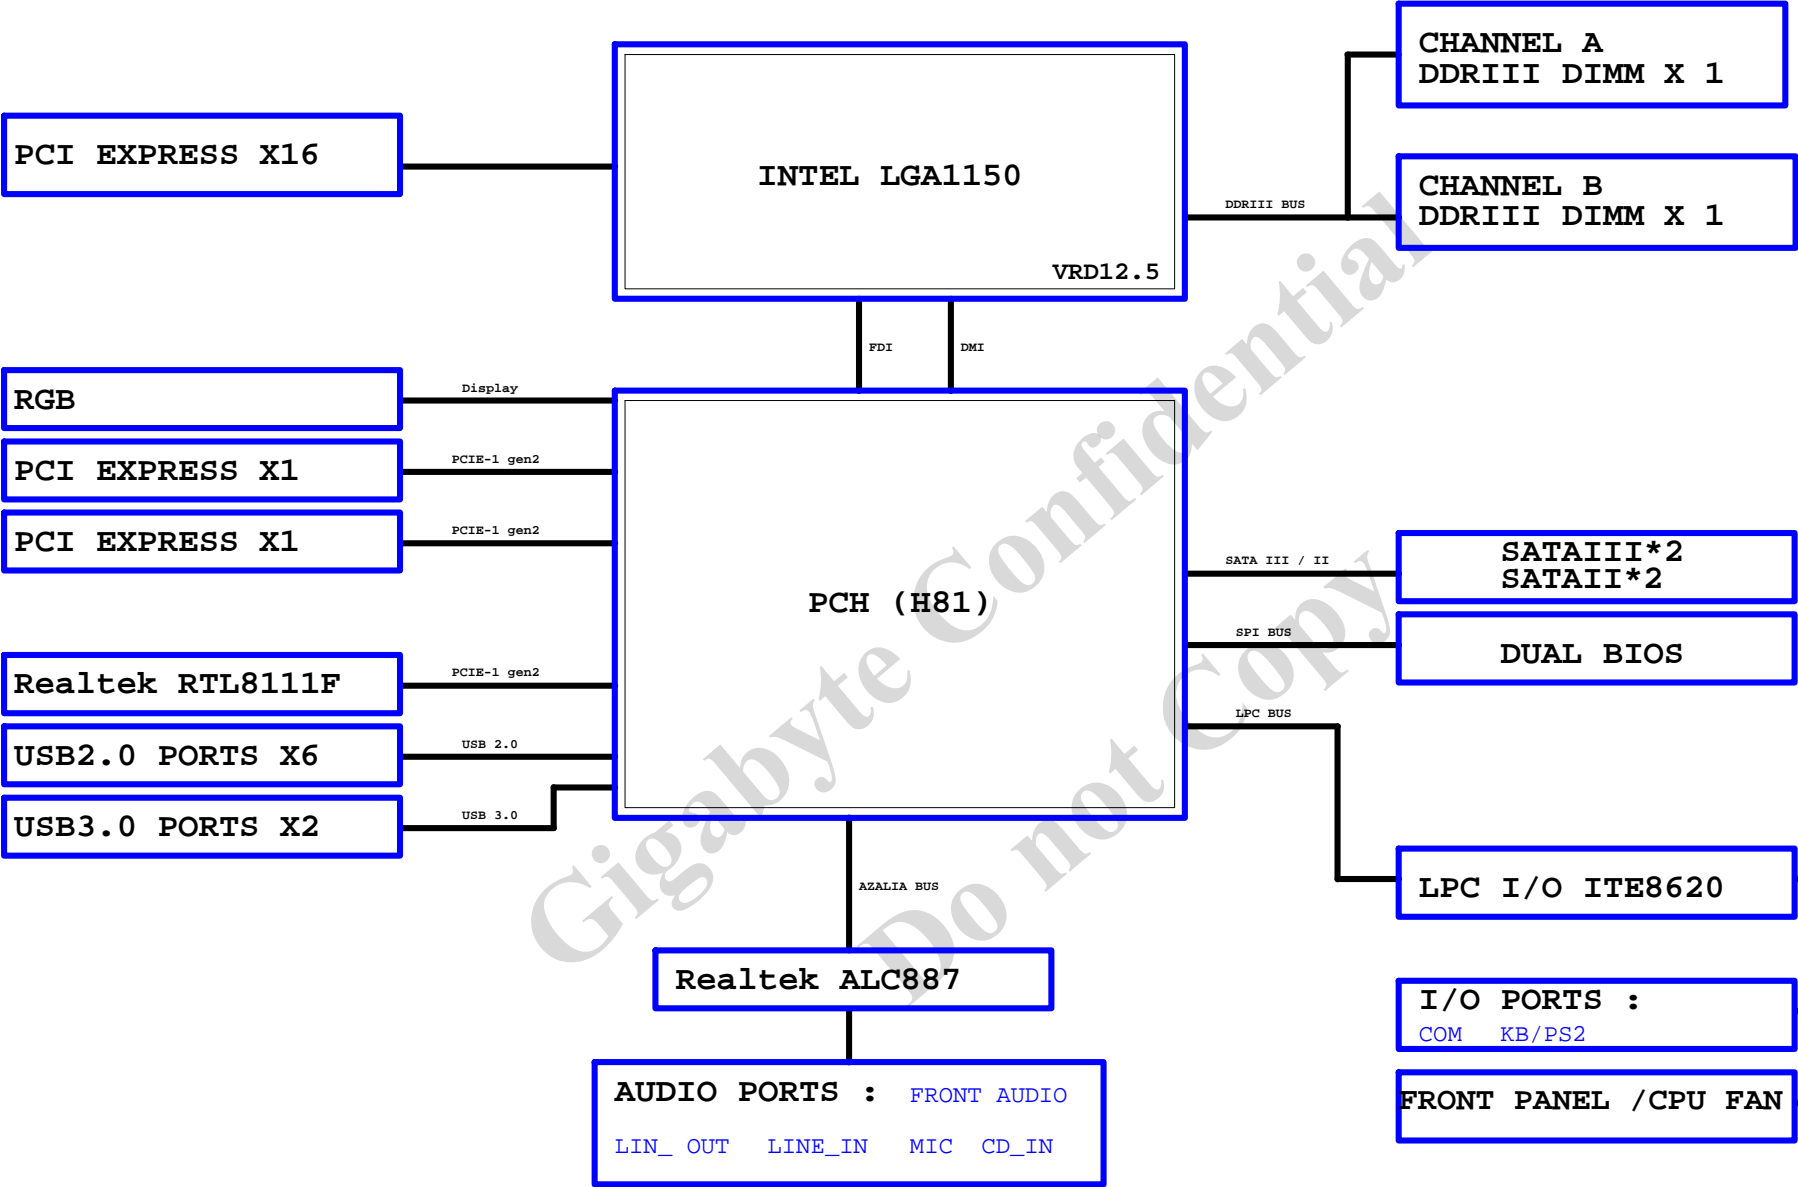 CHANNEL A
DDRIII DIMM X 1
PCI EXPRESS X16
INTEL LGA1150
CHANNEL B
DDRIII DIMM X 1
DDRIII BUS
VRD12.5
FDI
DMI
RGB
Display
PCI EXPRESS X1
PCIE-1 gen2
PCI EXPRESS X1
PCIE-1 gen2
SATA III / II
SATAIII*2
SATAII*2
PCH (H81)
SPI BUS
DUAL BIOS
Realtek RTL8111F
PCIE-1 gen2
LPC BUS
USB2.0 PORTS X6
USB 2.0
USB3.0 PORTS X2
USB 3.0
AZALIA BUS
LPC I/O ITE8620
Realtek ALC887
I/O PORTS :
COM KB/PS2
AUDIO PORTS : FRONT AUDIO
LIN_ OUT LINE_IN MIC CD_IN
FRONT PANEL /CPU FAN
Gigabyte Confidential
Do not Copy